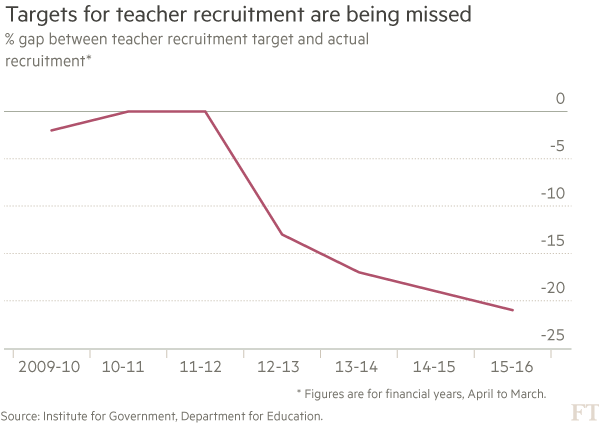 Targets for teacher recruitment are being missed
% gap between teacher recruitment target and actual
recruitment*
0
-5
-10
-15
-20
-25
2009-10 10-11 11-12 12-13 13-14 14-15 15-16
* Figures are for financial years, April to March.
Source: Institute for Government, Department for Education.
FT